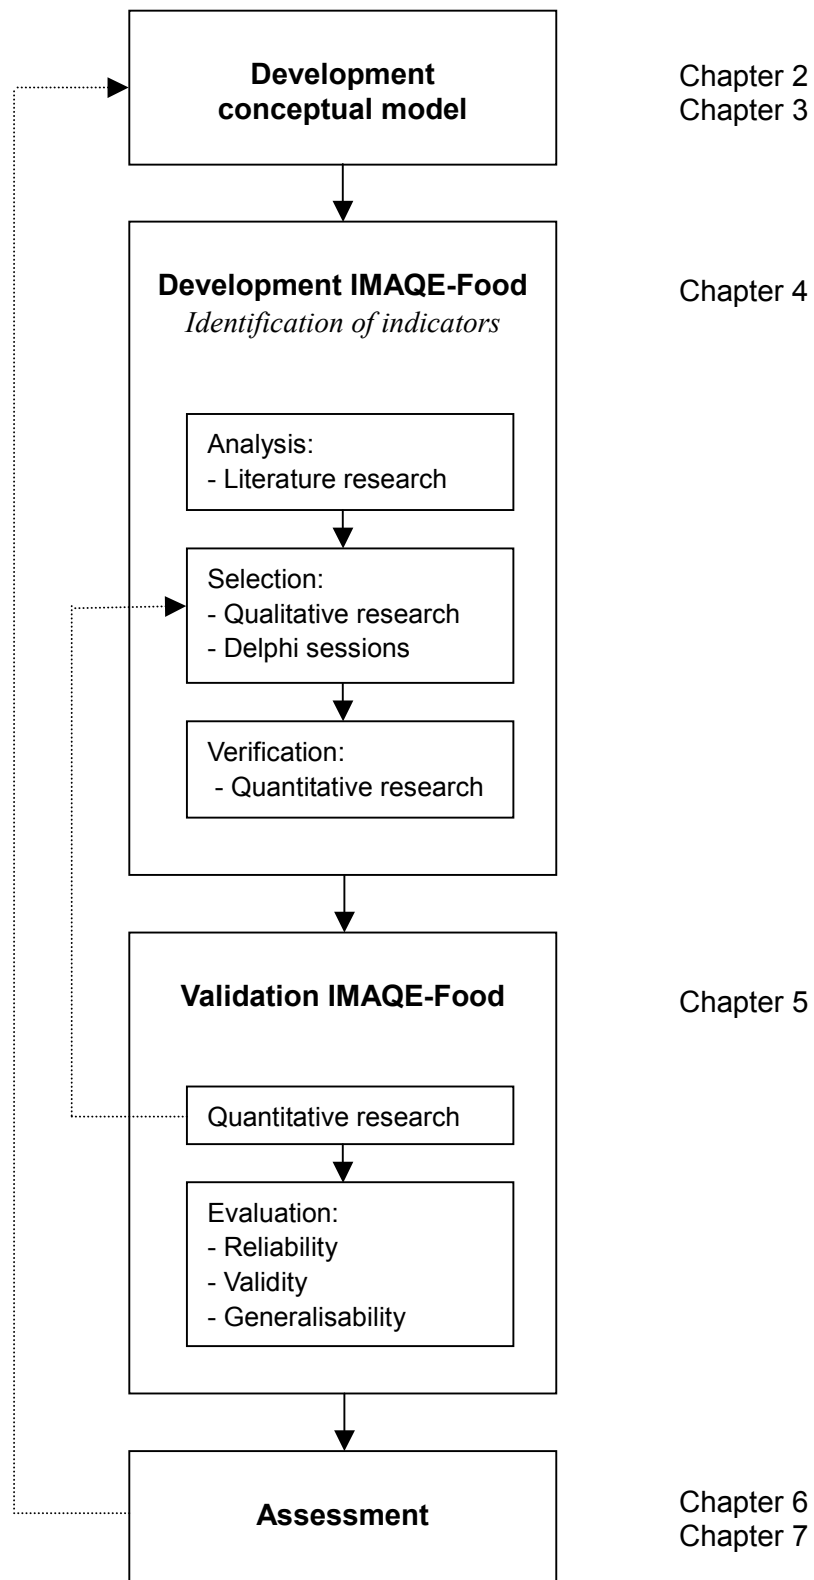 Development
conceptual model
Chapter 2
Chapter 3
Development IMAQE-Food
Identification of indicators
Chapter 4
Analysis:
- Literature research
Selection:
- Qualitative research
- Delphi sessions
Verification:
- Quantitative research
Validation IMAQE-Food
Chapter 5
Quantitative research
Evaluation:
- Reliability
- Validity
- Generalisability
Assessment
Chapter 6
Chapter 7